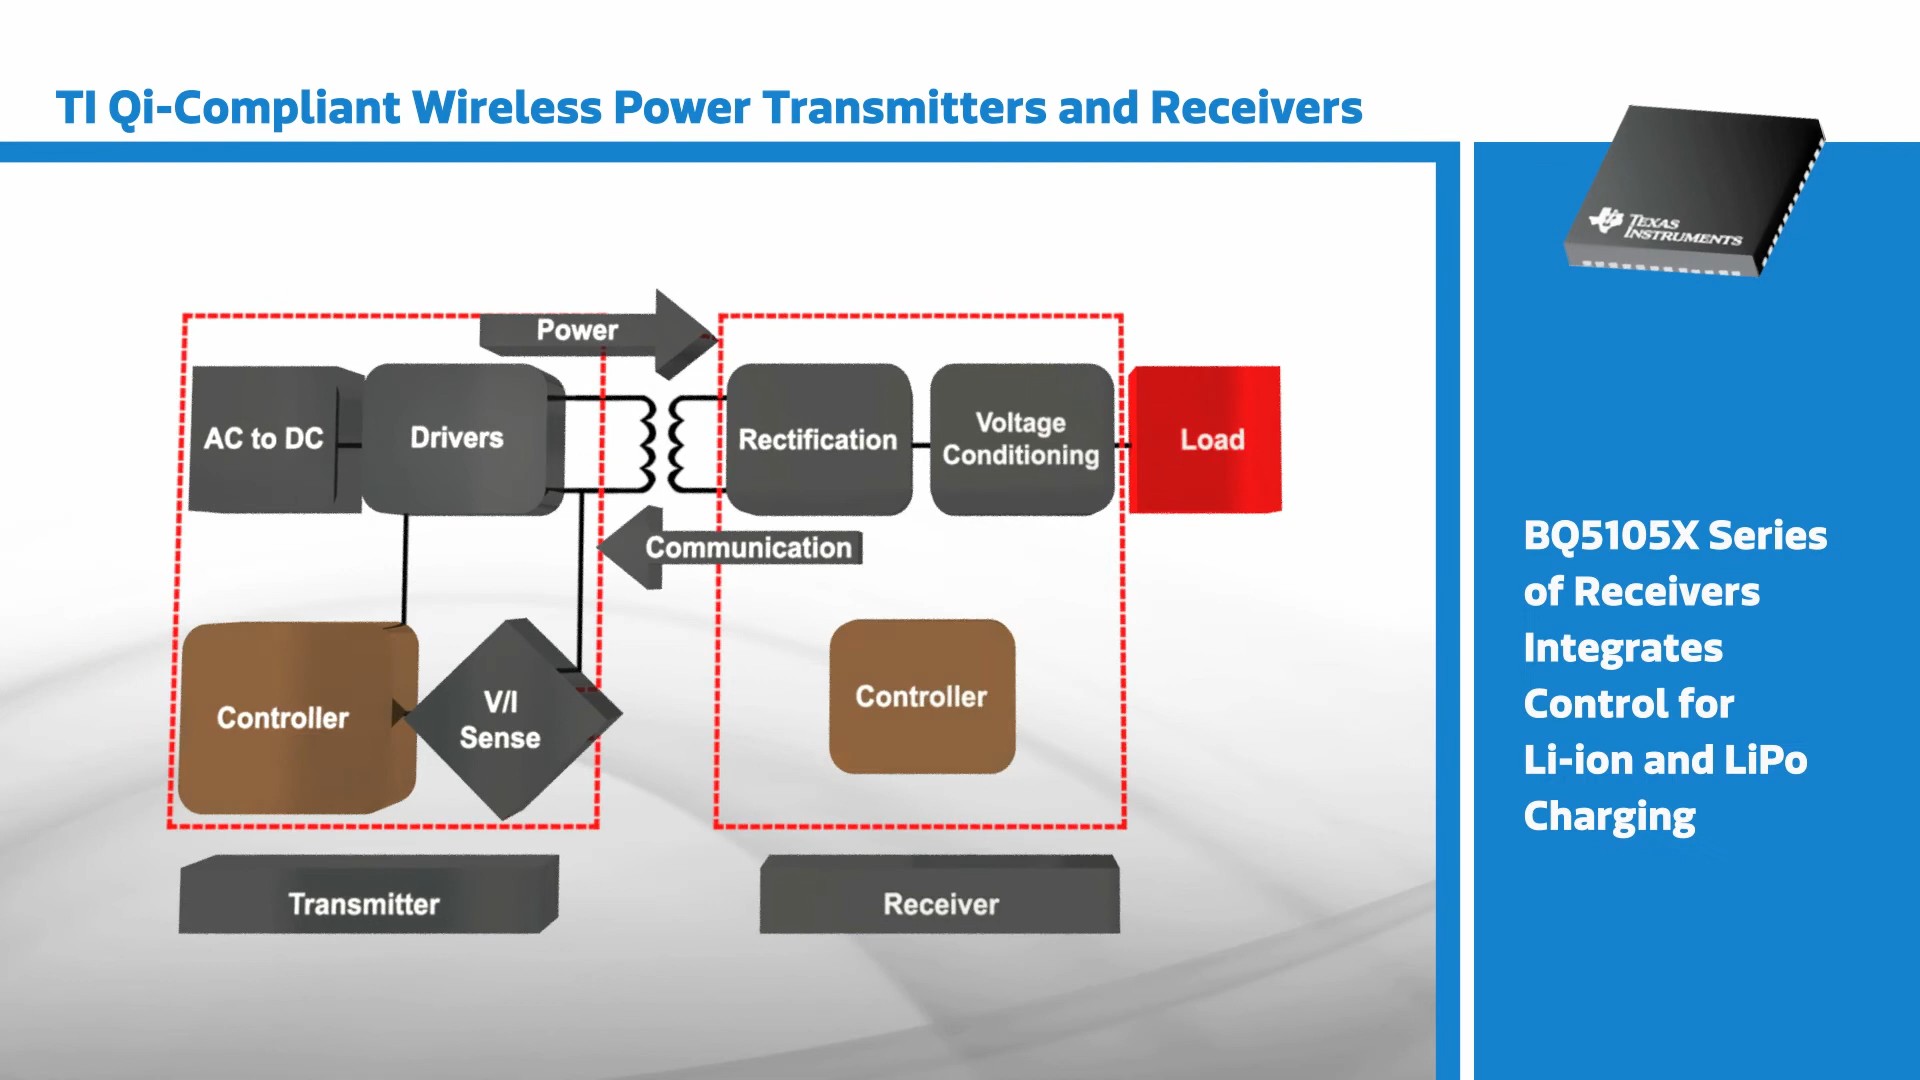 TI Qi-Compliant Wireless Power Transmitters and Receivers
TEXAS
INSTRUMENTS
Power
AC to DC
Drivers
Rectification
Voltage
Conditioning
Load
Communication
Controller
V/I
Sense
Controller
Transmitter
Receiver
BQ5105X Series
of Receivers
Integrates
Control for
Li-ion and LiPo
Charging